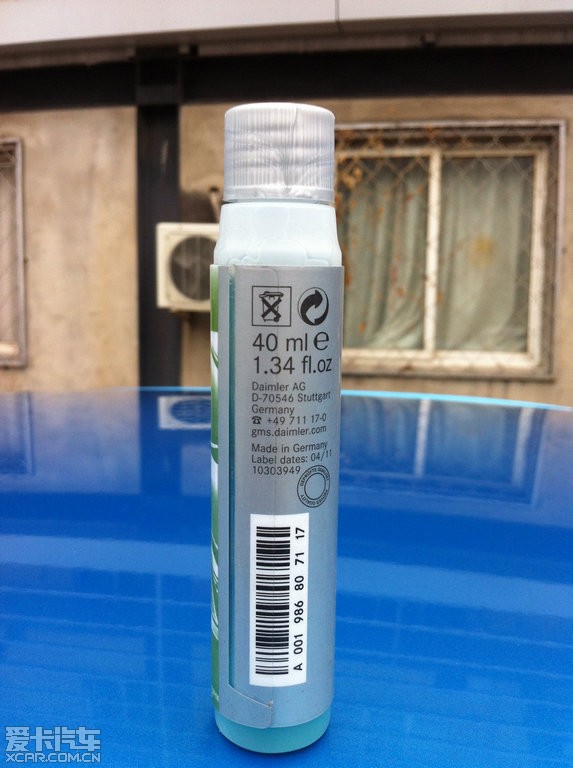 40 ml ℮
1.34 fl.oz
Daimler AG
D-70546 Stuttgart
Germany
☎ +49 711 17-0
gms.daimler.com
Made in Germany
Label dates: 04/11
10303949
A 001 986 80 71 17
爱卡汽车
XCAR.COM.CN